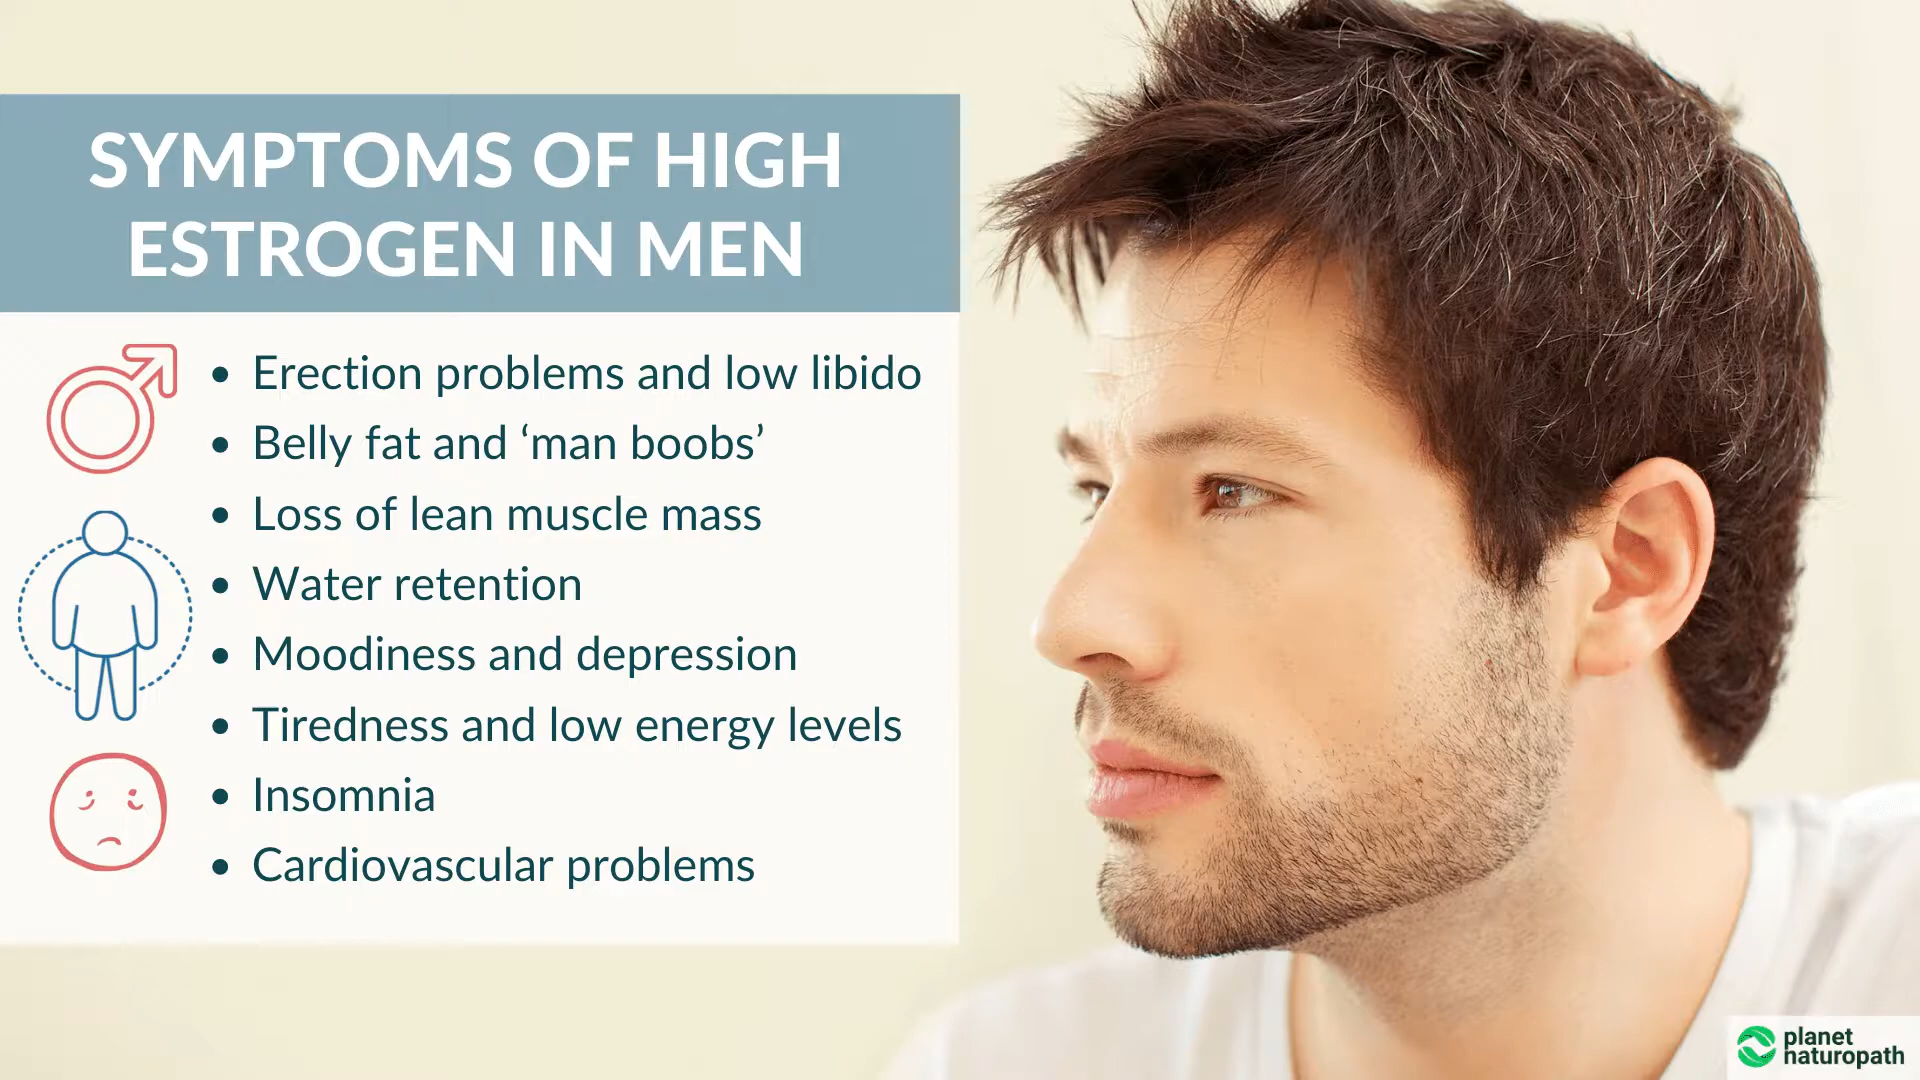 SYMPTOMS OF HIGH
ESTROGEN IN MEN
• Erection problems and low libido
• Belly fat and ‘man boobs’
• Loss of lean muscle mass
• Water retention
• Moodiness and depression
• Tiredness and low energy levels
• Insomnia
• Cardiovascular problems
planet
naturopath